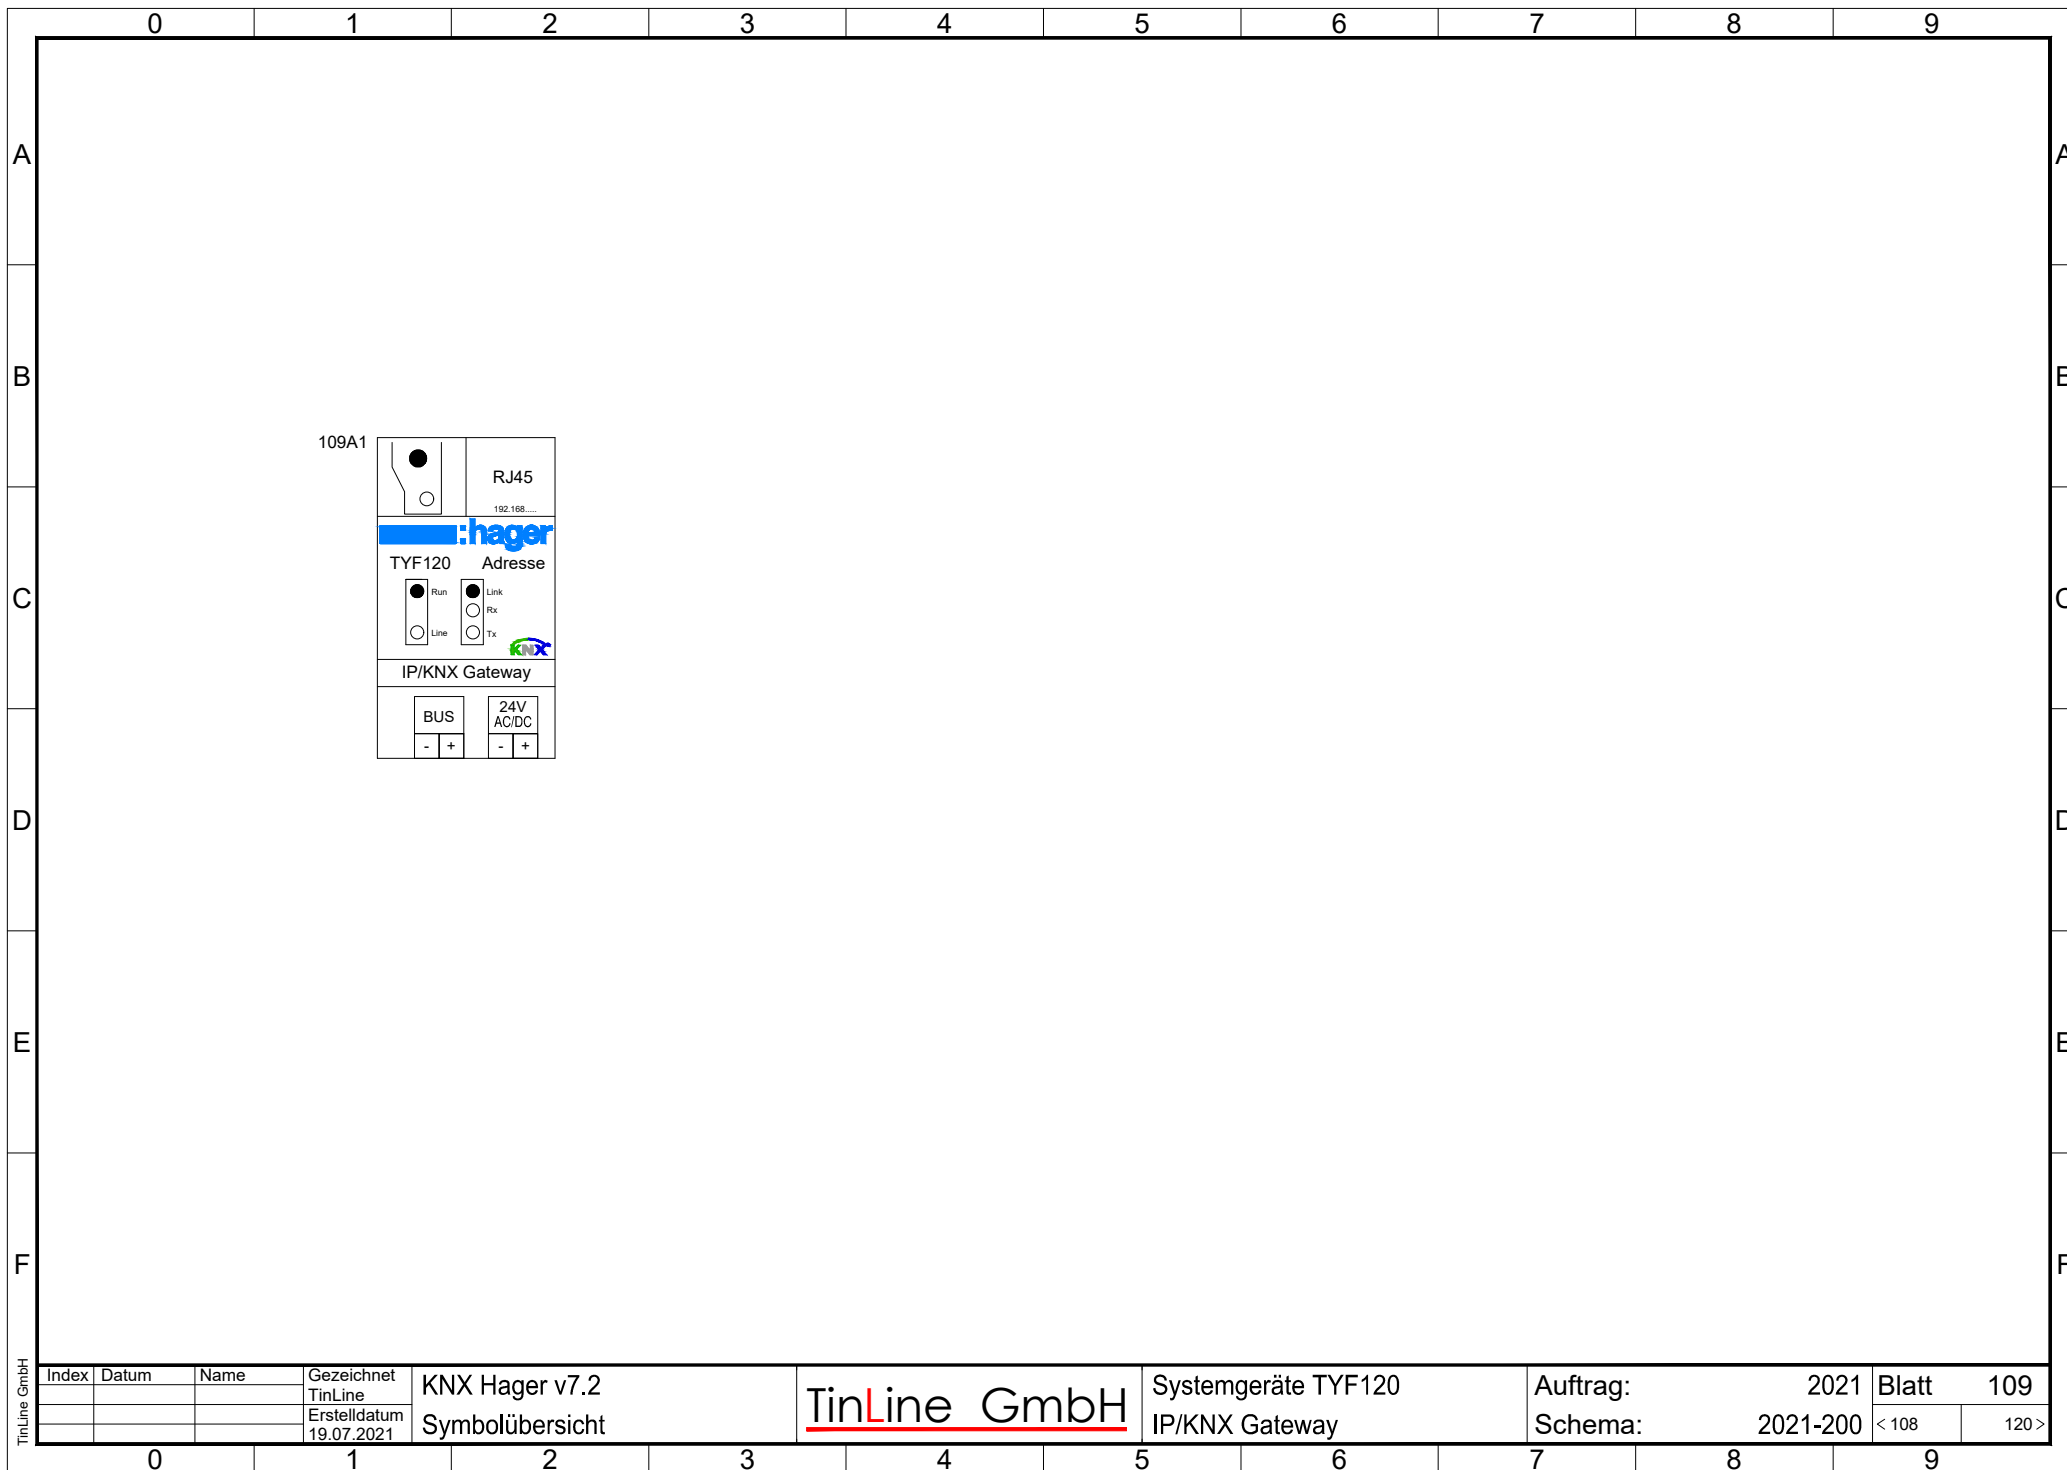 0 1 2 3 4 5 6 7 8 9
A A
B B
109A1
RJ45
192.168.....
:hager
TYF120 Adresse
Run Link
Rx
Line Tx
KNX
C C
IP/KNX Gateway
BUS 24V
AC/DC
- + - +
D D
E E
F F
TinLine GmbH
Index Datum Name Gezeichnet
TinLine
Erstelldatum
19.07.2021
KNX Hager v7.2
Symbolübersicht
TinLine GmbH
Systemgeräte TYF120
IP/KNX Gateway
Auftrag: 2021
Schema: 2021-200
Blatt 109
< 108 120 >
0 1 2 3 4 5 6 7 8 9